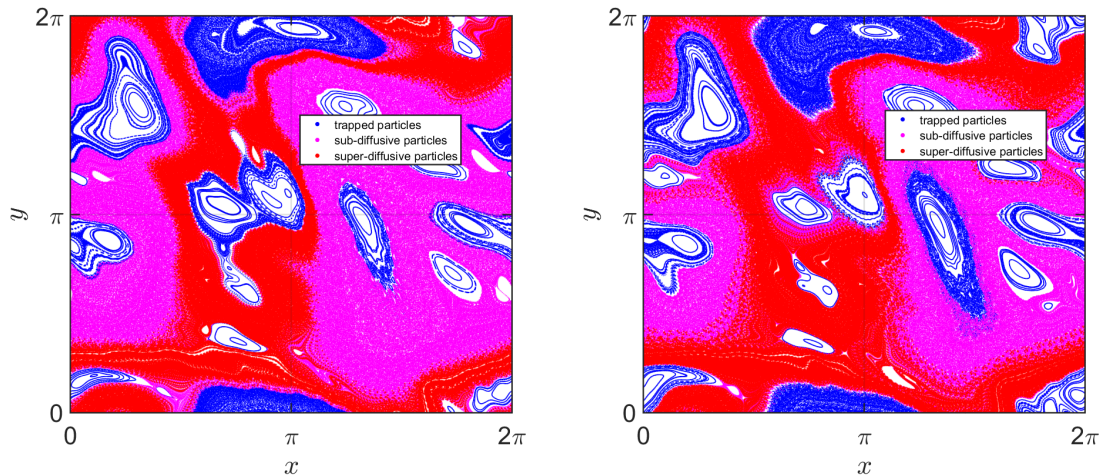 2π
trapped particles
sub-diffusive particles
super-diffusive particles
y
π
0
0
π
2π
x
2π
trapped particles
sub-diffusive particles
super-diffusive particles
y
π
0
0
π
2π
x